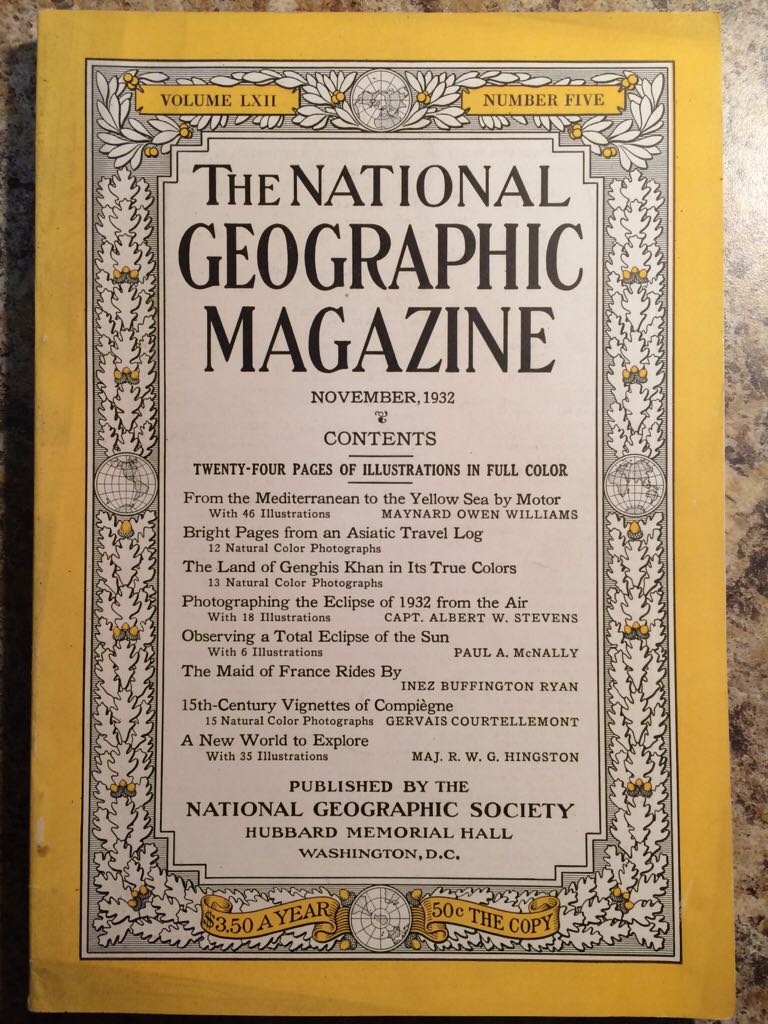 VOLUME LXII
NUMBER FIVE
THE NATIONAL
GEOGRAPHIC
MAGAZINE
NOVEMBER, 1932
CONTENTS
TWENTY-FOUR PAGES OF ILLUSTRATIONS IN FULL COLOR
From the Mediterranean to the Yellow Sea by Motor
With 46 Illustrations MAYNARD OWEN WILLIAMS
Bright Pages from an Asiatic Travel Log
12 Natural Color Photographs
The Land of Genghis Khan in Its True Colors
13 Natural Color Photographs
Photographing the Eclipse of 1932 from the Air
With 18 Illustrations CAPT. ALBERT W. STEVENS
Observing a Total Eclipse of the Sun
With 6 Illustrations PAUL A. McNALLY
The Maid of France Rides By
INEZ BUFFINGTON RYAN
15th-Century Vignettes of Compiègne
15 Natural Color Photographs GERVAIS COURTELLEMONT
A New World to Explore
With 35 Illustrations MAJ. R. W. G. HINGSTON
PUBLISHED BY THE
NATIONAL GEOGRAPHIC SOCIETY
HUBBARD MEMORIAL HALL
WASHINGTON, D.C.
$3.50 A YEAR
50c THE COPY